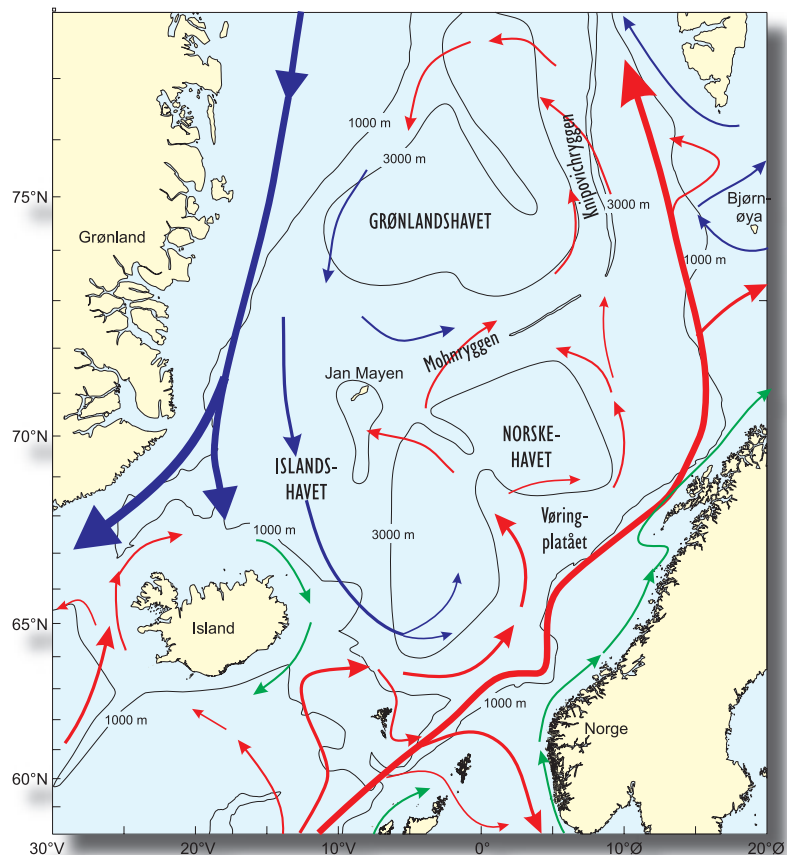 1000 m
3000 m
Knipovichryggen
75°N
GRØNLANDSHAVET
3000 m
Bjørn-
øya
Grønland
1000 m
Mohnryggen
Jan Mayen
70°N
NORSKE-
HAVET
ISLANDS-
HAVET
3000 m
Vøring-
platået
1000 m
65°N
Island
1000 m
1000 m
Norge
60°N
30°V
20°V
10°V
0°
10°Ø
20°Ø